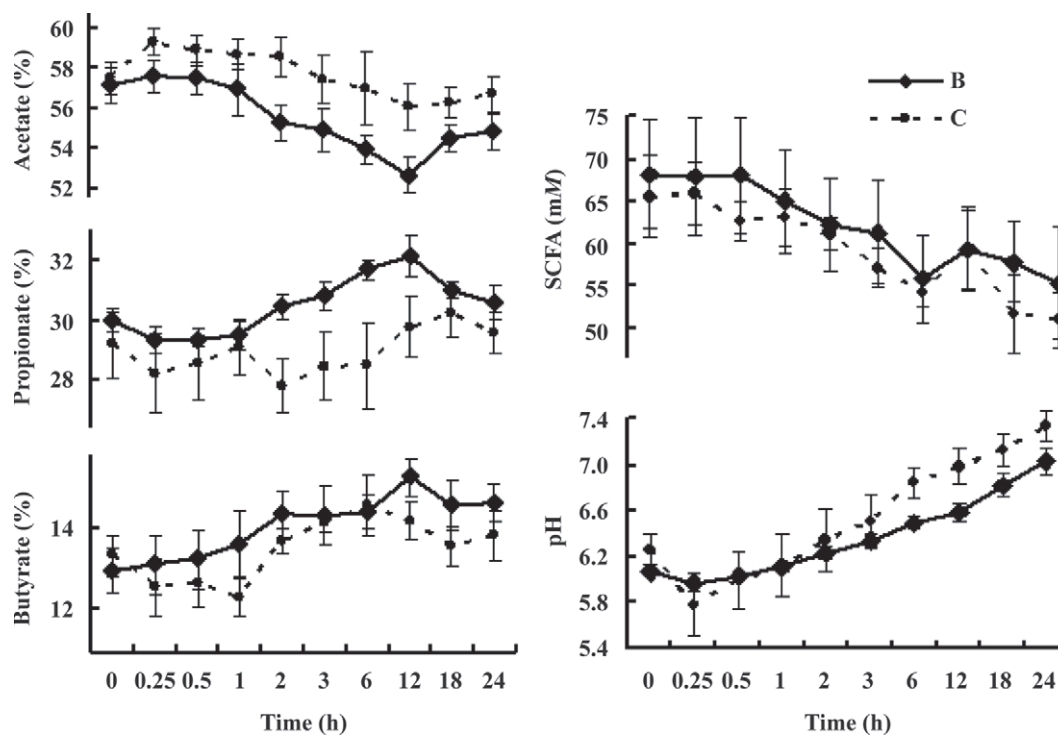 Acetate (%)
60
58
56
54
52
Propionate (%)
32
30
28
Butyrate (%)
14
12
0 0.25 0.5 1 2 3 6 12 18 24
Time (h)
B
C
SCFA (mM)
75
70
65
60
55
50
pH
7.4
7.0
6.6
6.2
5.8
5.4
0 0.25 0.5 1 2 3 6 12 18 24
Time (h)